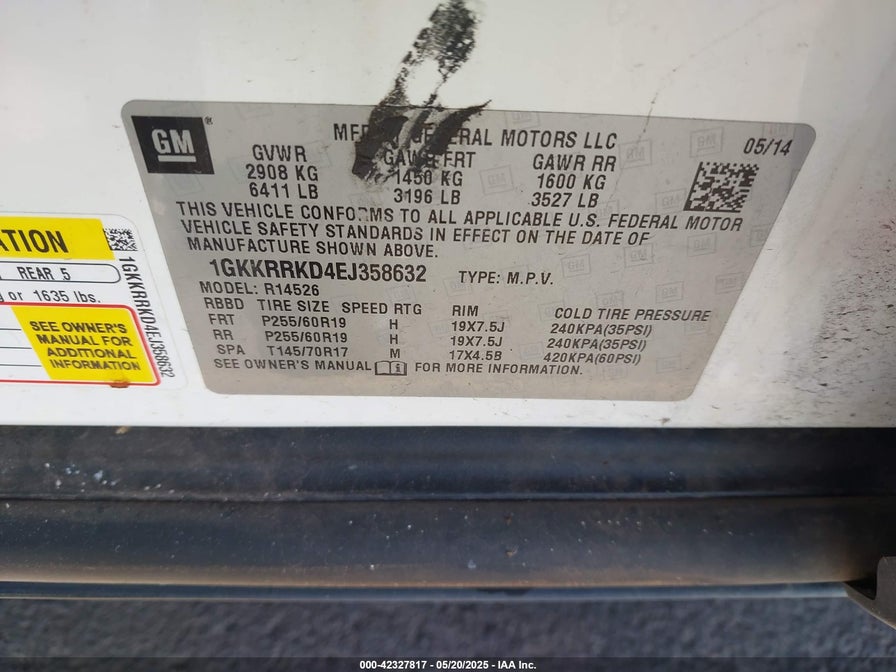 GM
®
MFD BY GENERAL MOTORS LLC
05/14
GVWR GAWR FRT GAWR RR
2908 KG 1450 KG 1600 KG
6411 LB 3196 LB 3527 LB
THIS VEHICLE CONFORMS TO ALL APPLICABLE U.S. FEDERAL MOTOR
VEHICLE SAFETY STANDARDS IN EFFECT ON THE DATE OF
MANUFACTURE SHOWN ABOVE.
1GKKRRKD4EJ358632 TYPE: M.P.V.
MODEL: R14526
RBBD TIRE SIZE SPEED RTG RIM COLD TIRE PRESSURE
FRT P255/60R19 H 19X7.5J 240KPA(35PSI)
RR P255/60R19 H 19X7.5J 240KPA(35PSI)
SPA T145/70R17 M 17X4.5B 420KPA(60PSI)
SEE OWNER'S MANUAL FOR MORE INFORMATION.
ATION
REAR 5
or 1635 lbs.
SEE OWNER'S
MANUAL FOR
ADDITIONAL
INFORMATION
1GKKRRKD4EJ358632
000-42327817 - 05/20/2025 - IAA Inc.